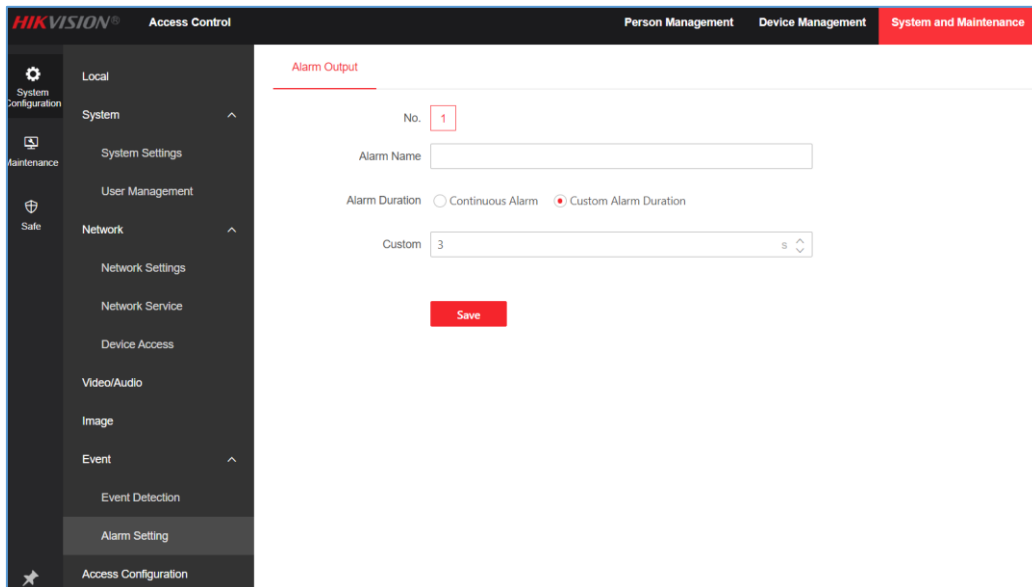 HIKVISION® Access Control Person Management Device Management System and Maintenance
System Configuration
Maintenance
Safe
Local
System
System Settings
User Management
Network
Network Settings
Network Service
Device Access
Video/Audio
Image
Event
Event Detection
Alarm Setting
Access Configuration
Alarm Output
No. 1
Alarm Name
Alarm Duration Continuous Alarm Custom Alarm Duration
Custom 3 s
Save